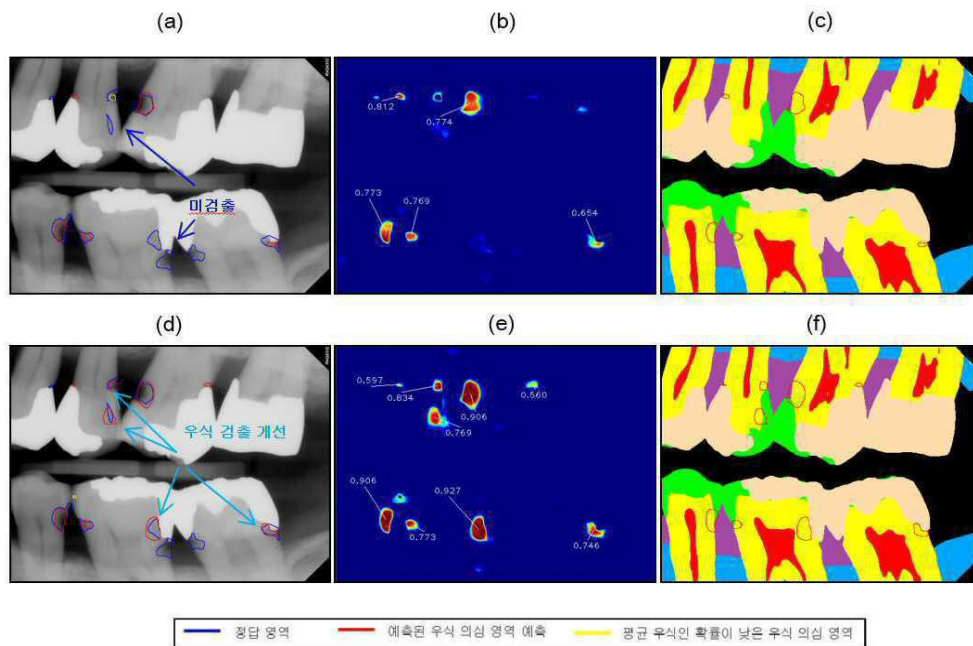 (a)
(b)
(c)
미검출
0.812
0.774
0.773
0.769
0.654
(d)
(e)
(f)
우식 검출 개선
0.597
0.834
0.560
0.906
0.769
0.906
0.927
0.773
0.746
정답 영역
예측된 우식 의심 영역 예측
평균 우식인 확률이 낮은 우식 의심 영역